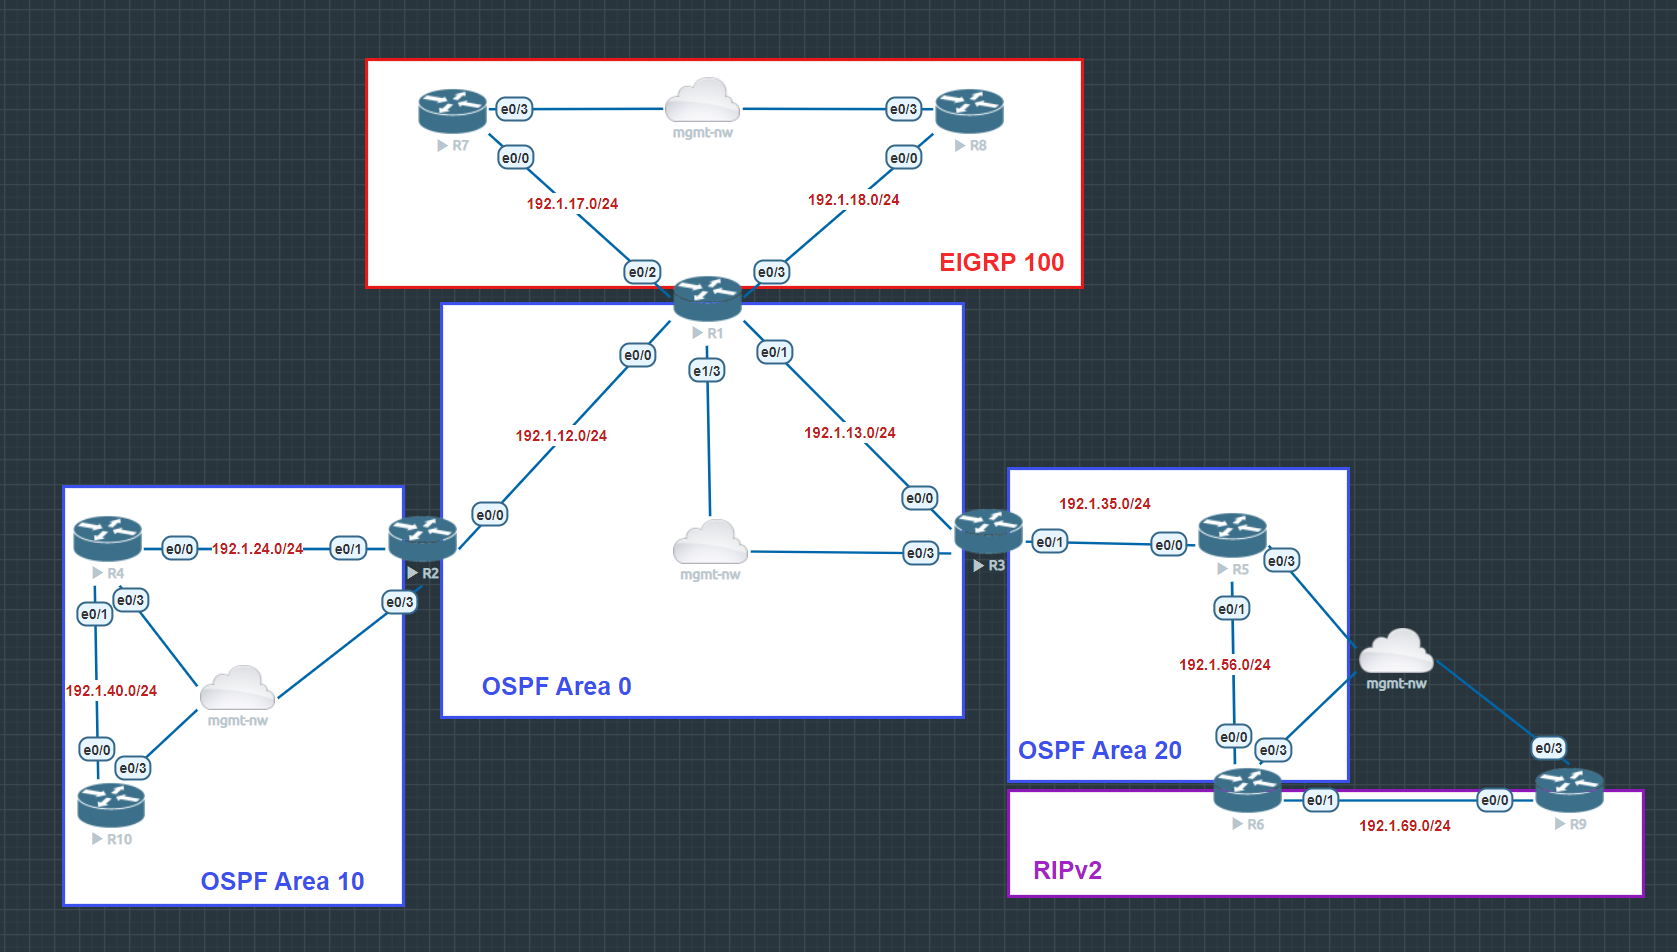 e0/3
mgmt-nw
e0/3
R7
R8
e0/0
e0/0
192.1.17.0/24
192.1.18.0/24
EIGRP 100
e0/2
e0/3
R1
e0/0
e1/3
e0/1
192.1.12.0/24
192.1.13.0/24
e0/0
e0/0
e0/3
mgmt-nw
OSPF Area 0
e0/0
192.1.24.0/24
e0/1
R4
R2
e0/1
e0/3
e0/3
192.1.40.0/24
mgmt-nw
e0/0
e0/3
R10
OSPF Area 10
192.1.35.0/24
R3
e0/1
e0/0
R5
e0/3
e0/1
192.1.56.0/24
mgmt-nw
e0/0
e0/3
OSPF Area 20
e0/3
R6
e0/1
e0/0
R9
192.1.69.0/24
RIPv2